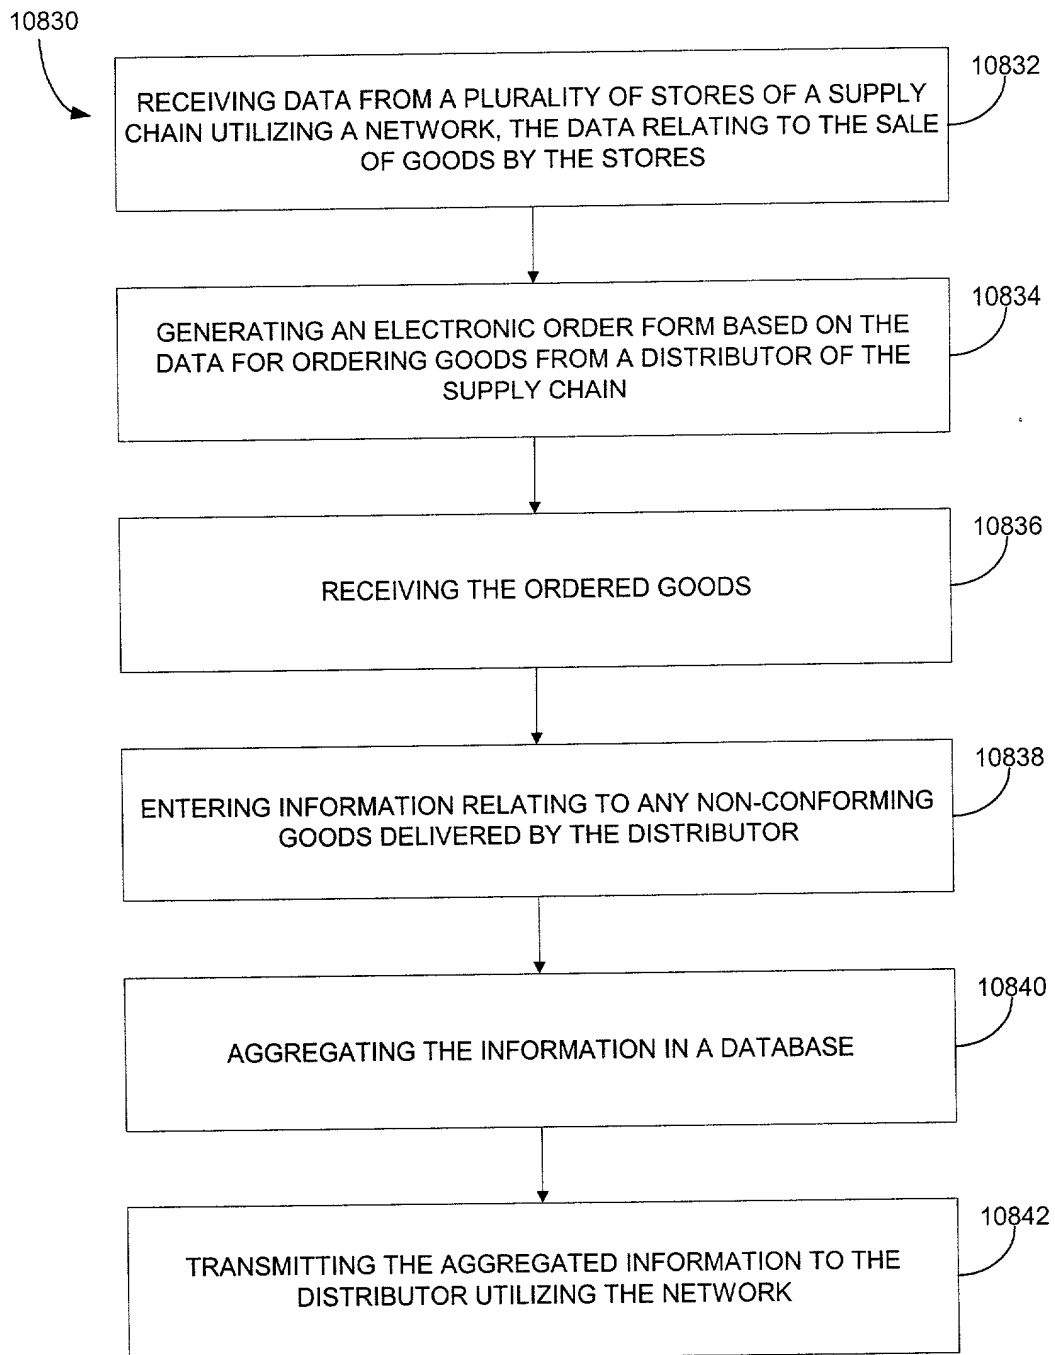 10830
10832
RECEIVING DATA FROM A PLURALITY OF STORES OF A SUPPLY
CHAIN UTILIZING A NETWORK, THE DATA RELATING TO THE SALE
OF GOODS BY THE STORES
10834
GENERATING AN ELECTRONIC ORDER FORM BASED ON THE
DATA FOR ORDERING GOODS FROM A DISTRIBUTOR OF THE
SUPPLY CHAIN
10836
RECEIVING THE ORDERED GOODS
10838
ENTERING INFORMATION RELATING TO ANY NON-CONFORMING
GOODS DELIVERED BY THE DISTRIBUTOR
10840
AGGREGATING THE INFORMATION IN A DATABASE
10842
TRANSMITTING THE AGGREGATED INFORMATION TO THE
DISTRIBUTOR UTILIZING THE NETWORK